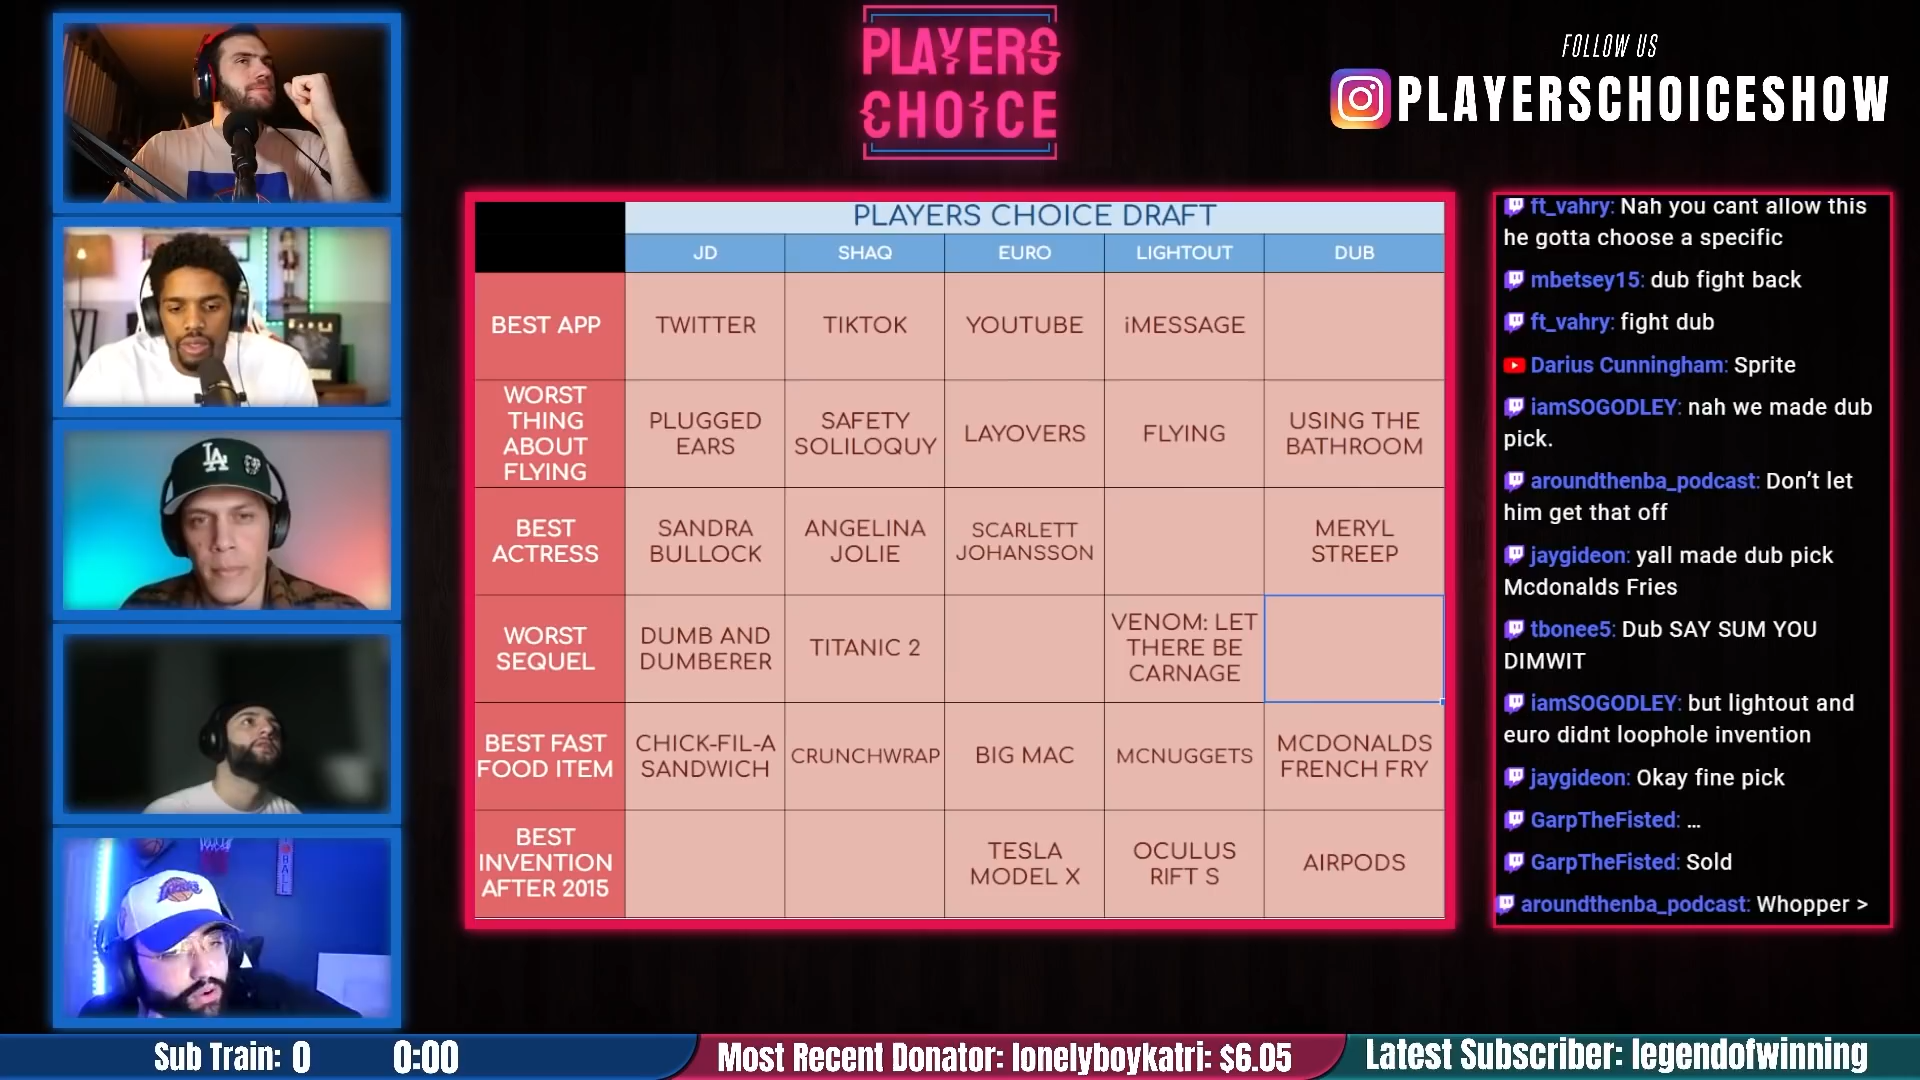 PLAYERS
CHOICE
FOLLOW US
PLAYERSCHOICESHOW
PLAYERS CHOICE DRAFT
JD SHAQ EURO LIGHTOUT DUB
BEST APP TWITTER TIKTOK YOUTUBE iMESSAGE
WORST
THING
ABOUT
FLYING
PLUGGED
EARS
SAFETY
SOLILOQUY
LAYOVERS
FLYING
USING THE
BATHROOM
BEST
ACTRESS
SANDRA
BULLOCK
ANGELINA
JOLIE
SCARLETT
JOHANSSON
MERYL
STREEP
WORST
SEQUEL
DUMB AND
DUMBERER
TITANIC 2
VENOM: LET
THERE BE
CARNAGE
BEST FAST
FOOD ITEM
CHICK-FIL-A
SANDWICH
CRUNCHWRAP
BIG MAC
MCNUGGETS
MCDONALDS
FRENCH FRY
BEST
INVENTION
AFTER 2015
TESLA
MODEL X
OCULUS
RIFT S
AIRPODS
ft_vahry: Nah you cant allow this
he gotta choose a specific
mbetsey15: dub fight back
ft_vahry: fight dub
Darius Cunningham: Sprite
iamSOGODLEY: nah we made dub
pick.
aroundthenba_podcast: Don’t let
him get that off
jaygideon: yall made dub pick
Mcdonalds Fries
tbonee5: Dub SAY SUM YOU
DIMWIT
iamSOGODLEY: but lightout and
euro didnt loophole invention
jaygideon: Okay fine pick
GarpTheFisted: …
GarpTheFisted: Sold
aroundthenba_podcast: Whopper >
LA
LAKERS
BALL
Sub Train: 0 0:00
Most Recent Donator: lonelyboykatri: $6.05
Latest Subscriber: legendofwinning